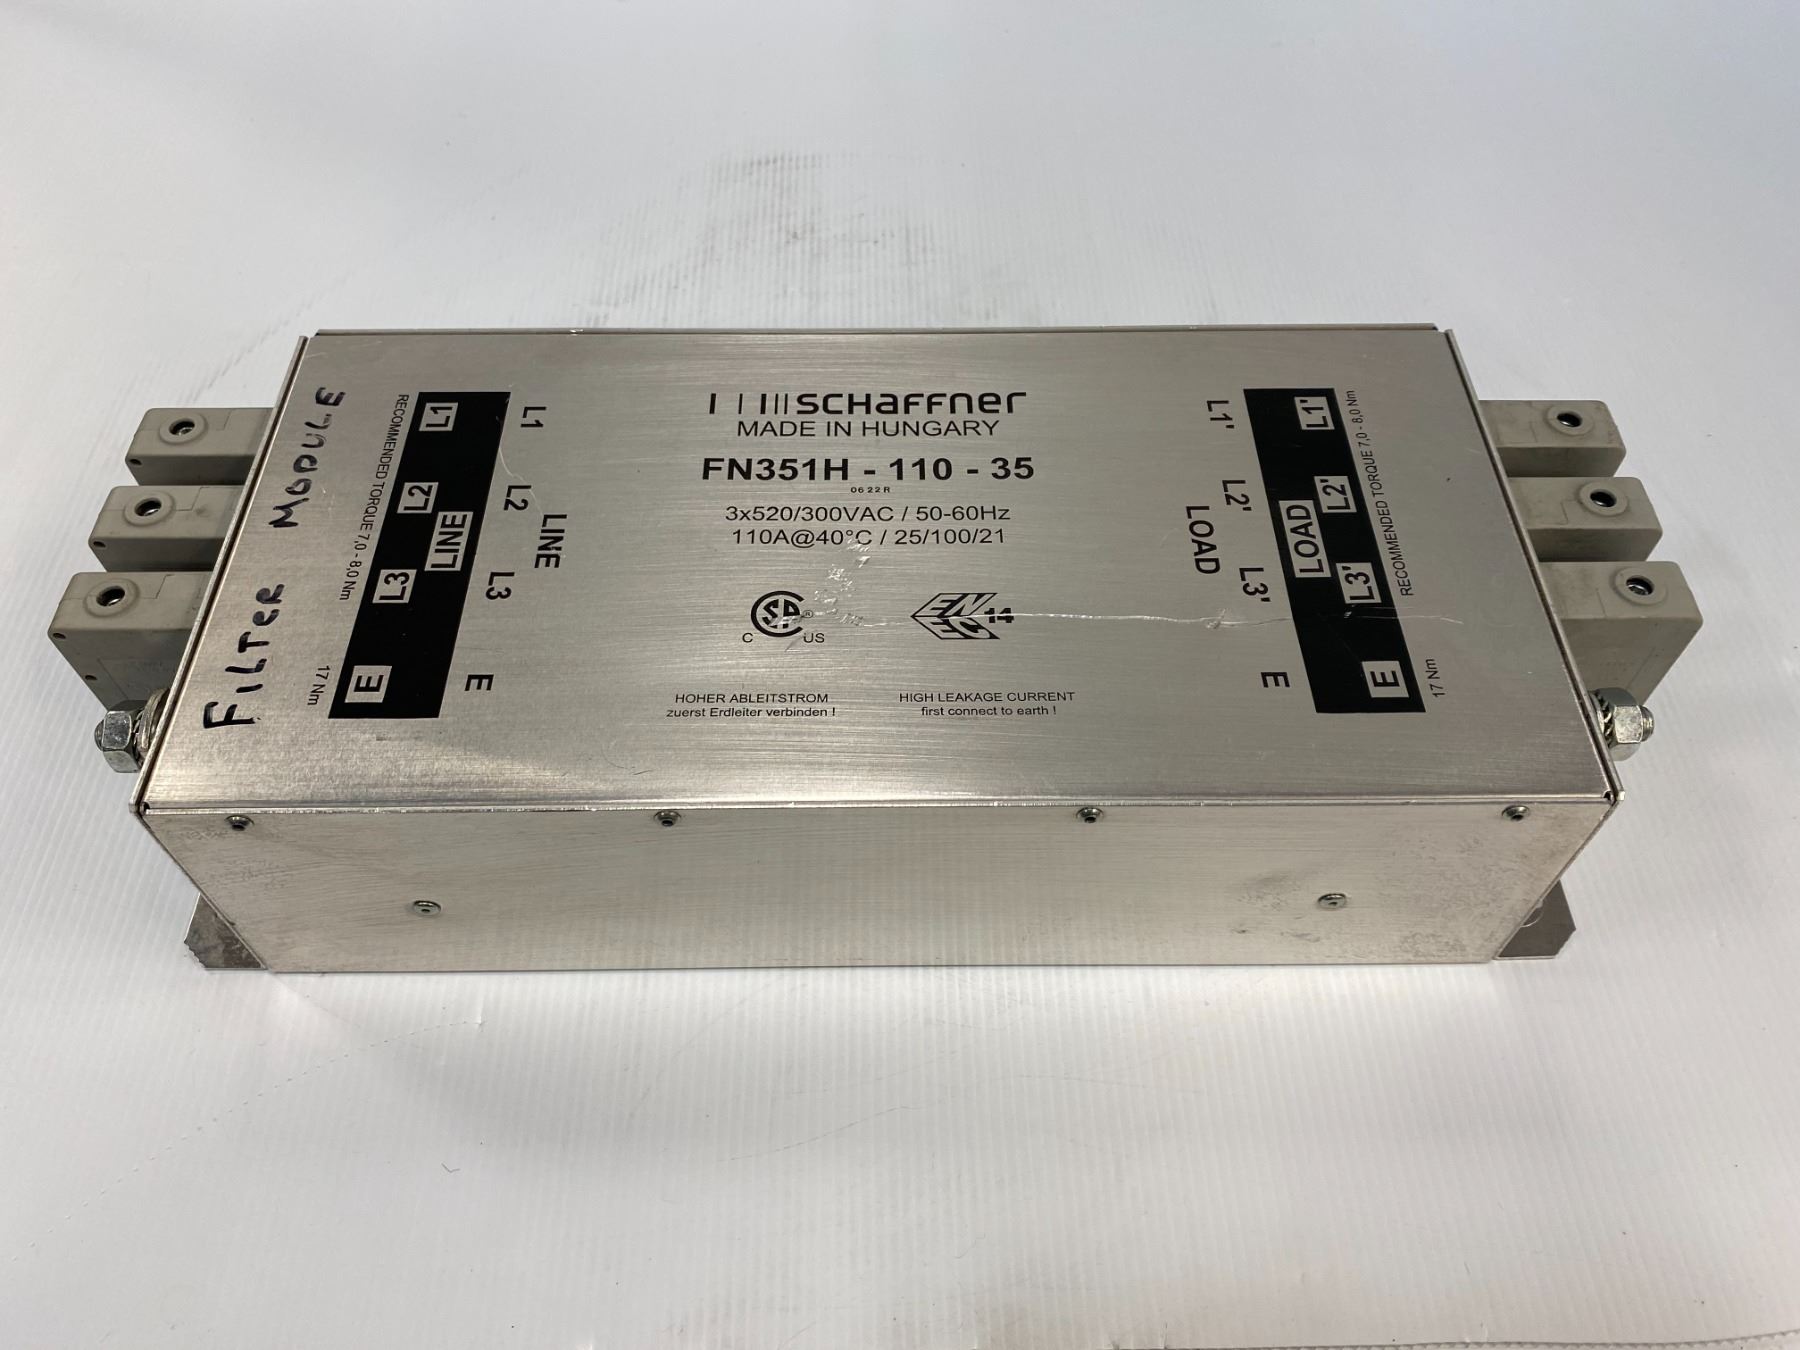 FILTER MODULE
RECOMMENDED TORQUE 7,0 - 8,0 Nm
17 Nm
L1
L2
LINE
L3
E
L1
L2
LINE
L3
E
SCHaFFner
MADE IN HUNGARY
FN351H - 110 - 35
06 22 R
3x520/300VAC / 50-60Hz
110A@40°C / 25/100/21
CSA®
C US
ENEC 14
HOHER ABLEITSTROM
zuerst Erdleiter verbinden !
HIGH LEAKAGE CURRENT
first connect to earth !
L1'
L2'
LOAD
L3'
E
L1'
L2'
LOAD
L3'
E
RECOMMENDED TORQUE 7,0 - 8,0 Nm
17 Nm